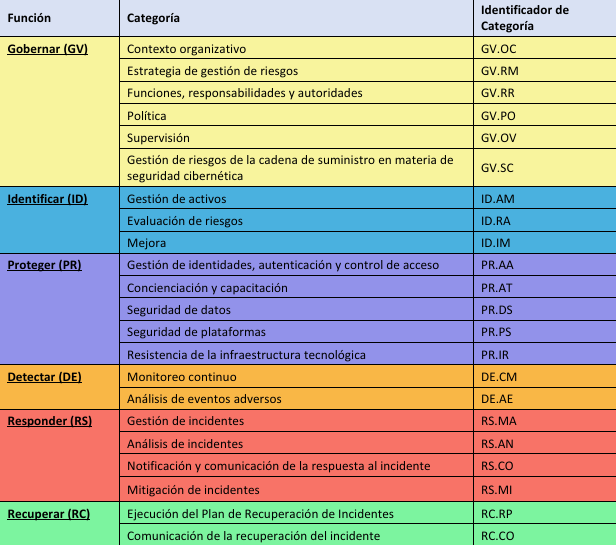 Función Categoría Identificador de
Categoría
Gobernar (GV) Contexto organizativo GV.OC
Estrategia de gestión de riesgos GV.RM
Funciones, responsabilidades y autoridades GV.RR
Política GV.PO
Supervisión GV.OV
Gestión de riesgos de la cadena de suministro en materia de
seguridad cibernética GV.SC
Identificar (ID) Gestión de activos ID.AM
Evaluación de riesgos ID.RA
Mejora ID.IM
Proteger (PR) Gestión de identidades, autenticación y control de acceso PR.AA
Concienciación y capacitación PR.AT
Seguridad de datos PR.DS
Seguridad de plataformas PR.PS
Resistencia de la infraestructura tecnológica PR.IR
Detectar (DE) Monitoreo continuo DE.CM
Análisis de eventos adversos DE.AE
Responder (RS) Gestión de incidentes RS.MA
Análisis de incidentes RS.AN
Notificación y comunicación de la respuesta al incidente RS.CO
Mitigación de incidentes RS.MI
Recuperar (RC) Ejecución del Plan de Recuperación de Incidentes RC.RP
Comunicación de la recuperación del incidente RC.CO